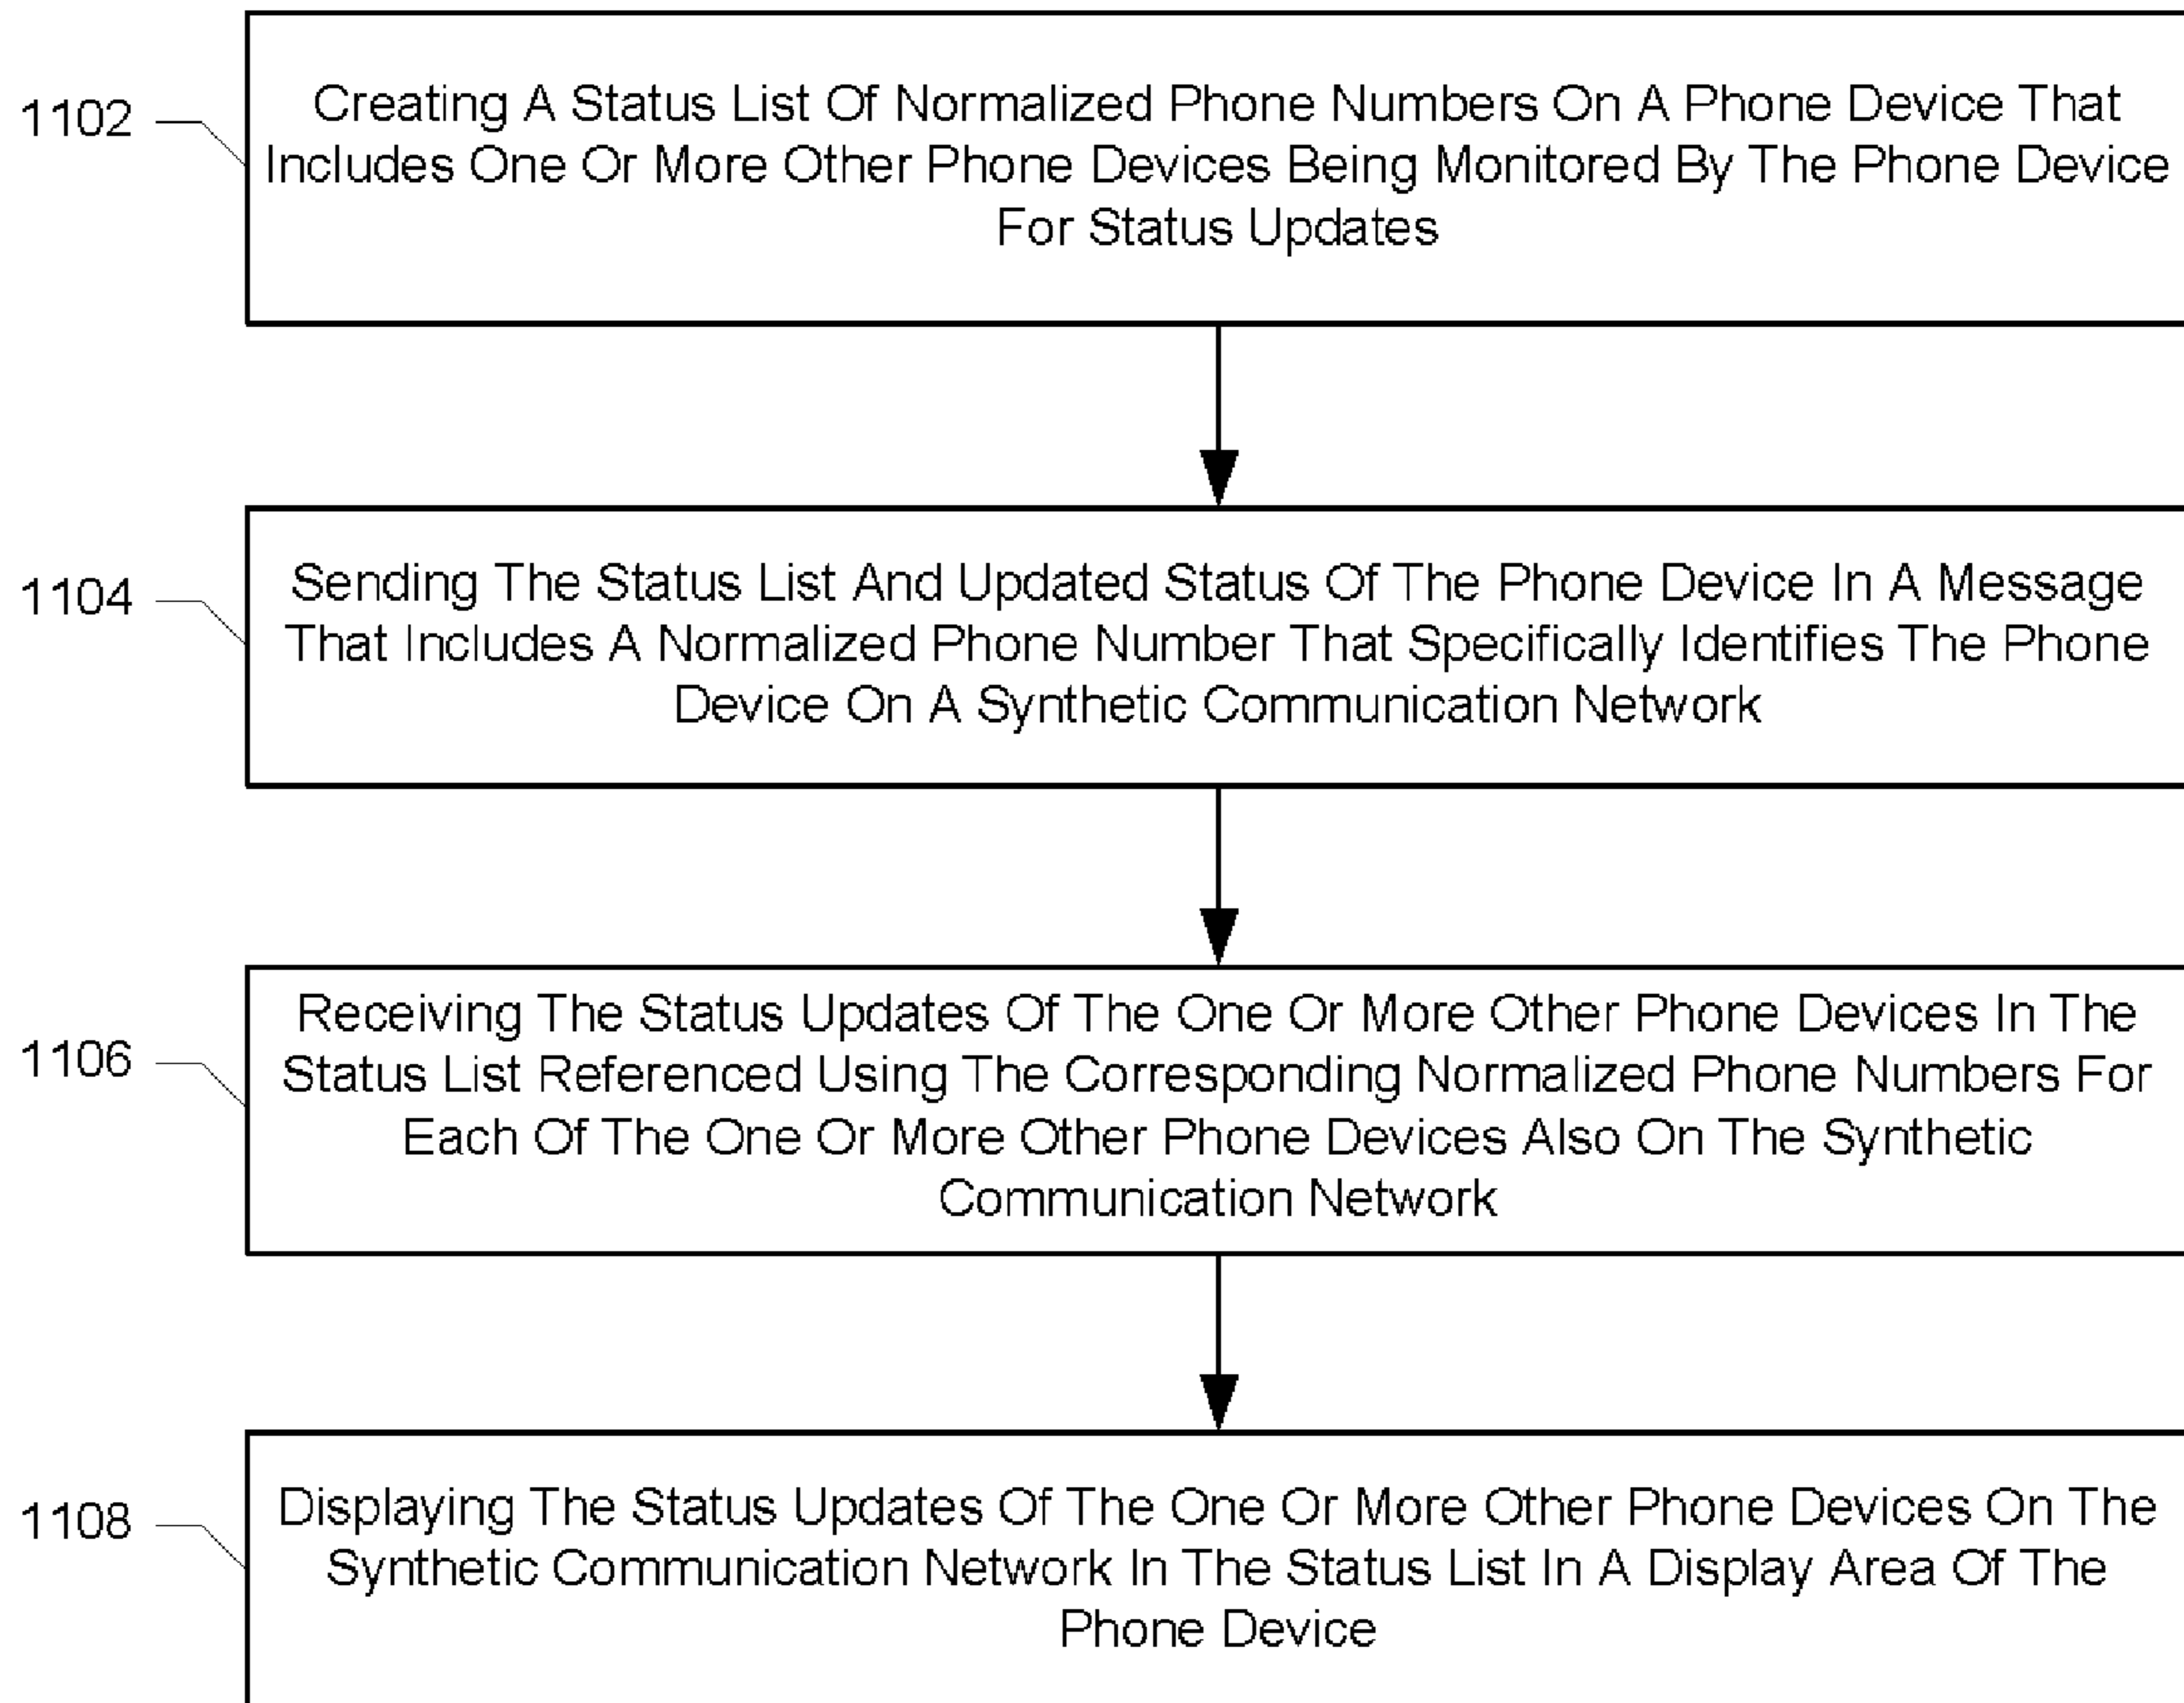 1102
Creating A Status List Of Normalized Phone Numbers On A Phone Device That
Includes One Or More Other Phone Devices Being Monitored By The Phone Device
For Status Updates
1104
Sending The Status List And Updated Status Of The Phone Device In A Message
That Includes A Normalized Phone Number That Specifically Identifies The Phone
Device On A Synthetic Communication Network
1106
Receiving The Status Updates Of The One Or More Other Phone Devices In The
Status List Referenced Using The Corresponding Normalized Phone Numbers For
Each Of The One Or More Other Phone Devices Also On The Synthetic
Communication Network
1108
Displaying The Status Updates Of The One Or More Other Phone Devices On The
Synthetic Communication Network In The Status List In A Display Area Of The
Phone Device